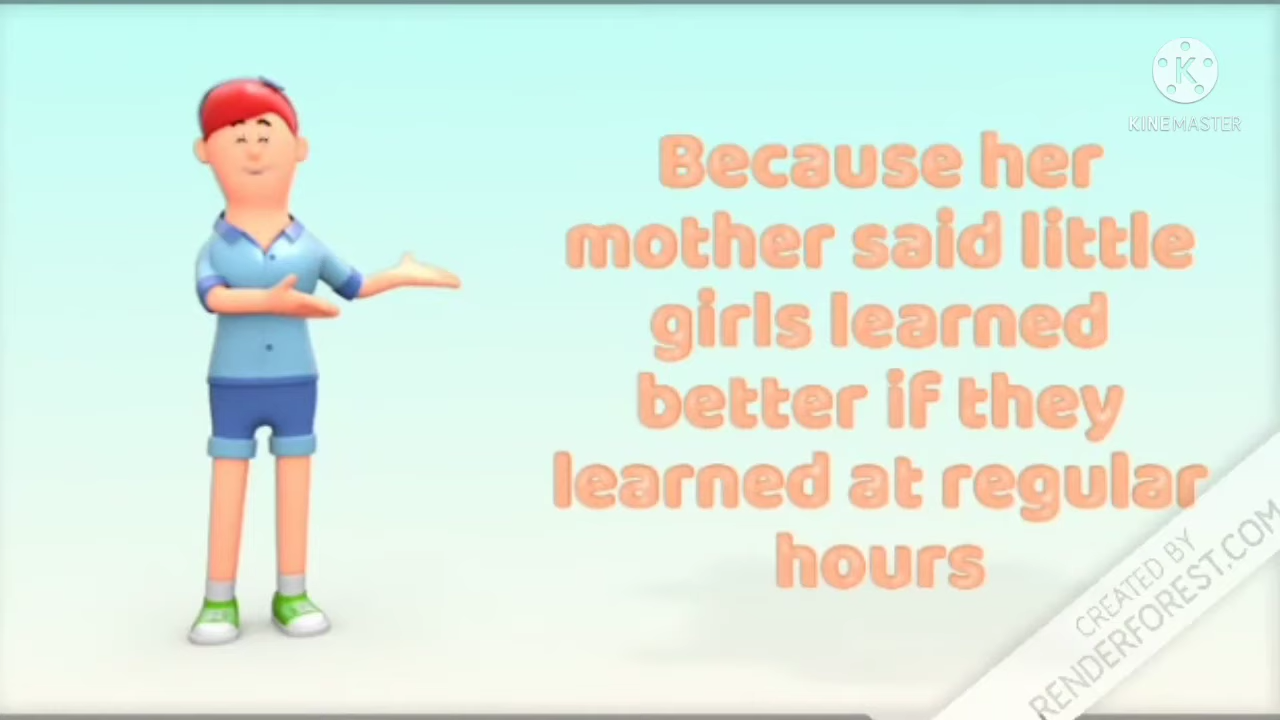 K
KINEMASTER
Because her
mother said little
girls learned
better if they
learned at regular
hours
CREATED BY
RENDERFOREST.COM